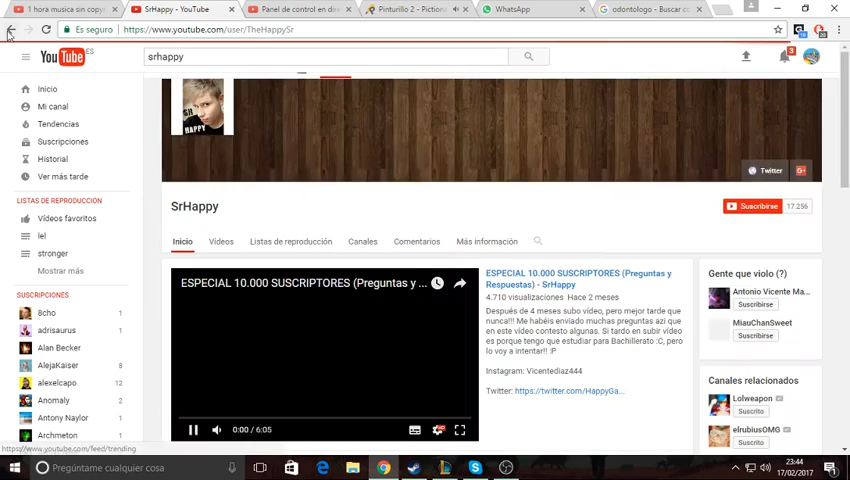 1 hora musica sin copy
SrHappy - YouTube
Panel de control en dire
Pinturillo 2 - Pictiona
WhatsApp
odontologo - Buscar co
Es seguro
https://www.youtube.com/user/TheHappySr
YouTube ES
srhappy
3
Inicio
Mi canal
Tendencias
Suscripciones
Historial
Ver más tarde
LISTAS DE REPRODUCCIÓN
Vídeos favoritos
lel
stronger
Mostrar más
SUSCRIPCIONES
8cho 1
adrisaurus 1
Alan Becker
AlejaKaiser 8
alexelcapo 12
Anomaly 2
Antony Naylor 1
Archmeton 1
https://www.youtube.com/feed/trending
SR
HAPPY
Twitter
SrHappy
Suscribirse 17.256
Inicio
Vídeos
Listas de reproducción
Canales
Comentarios
Más información
ESPECIAL 10.000 SUSCRIPTORES (Preguntas y ...
0:00 / 6:05
ESPECIAL 10.000 SUSCRIPTORES (Preguntas y
Respuestas) - SrHappy
4.710 visualizaciones Hace 2 meses
Después de 4 meses subo vídeo, pero mejor tarde que
nunca!!! Me habéis enviado muchas preguntas azi que
en este vídeo contesto algunas. Si tardo en subir vídeo
es porque tengo que estudiar para Bachillerato :C, pero
lo voy a intentar!! :P
Instagram: Vicentediaz444
Twitter: https://twitter.com/HappyGa...
Gente que violo (?)
Antonio Vicente Ma...
Suscribirse
MiauChanSweet
Suscribirse
Canales relacionados
Lolweapon
Suscrito
elrubiusOMG
Suscrito
Pregúntame cualquier cosa
23:44
17/02/2017